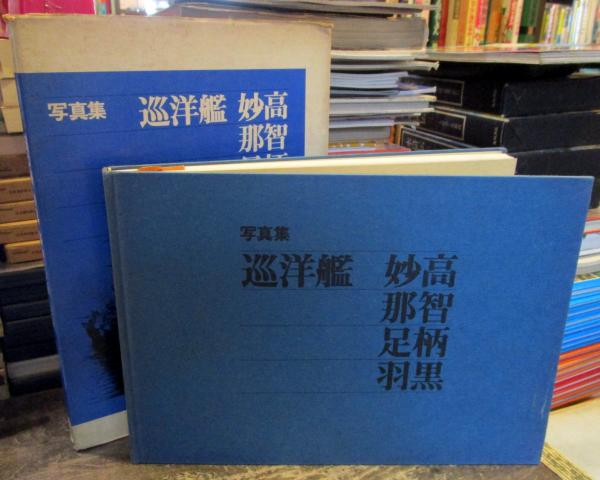 写真集
巡洋艦 妙高
那智
写真集
巡洋艦 妙高
那智
足柄
羽黒